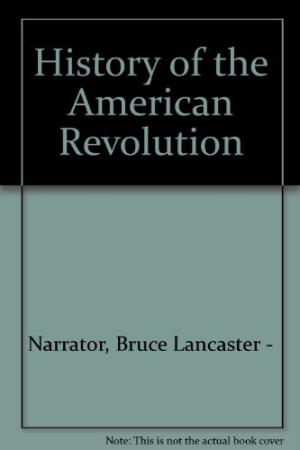 History of the
American
Revolution
Narrator, Bruce Lancaster -
Note: This is not the actual book cover